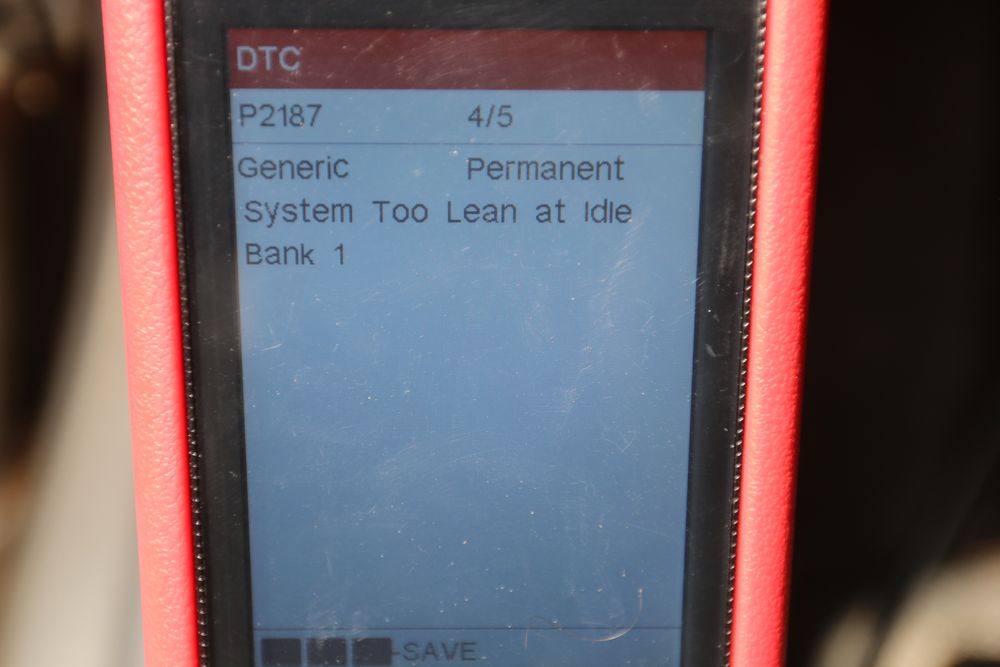 DTC
P2187 4/5
Generic Permanent
System Too Lean at Idle
Bank 1
-SAVE